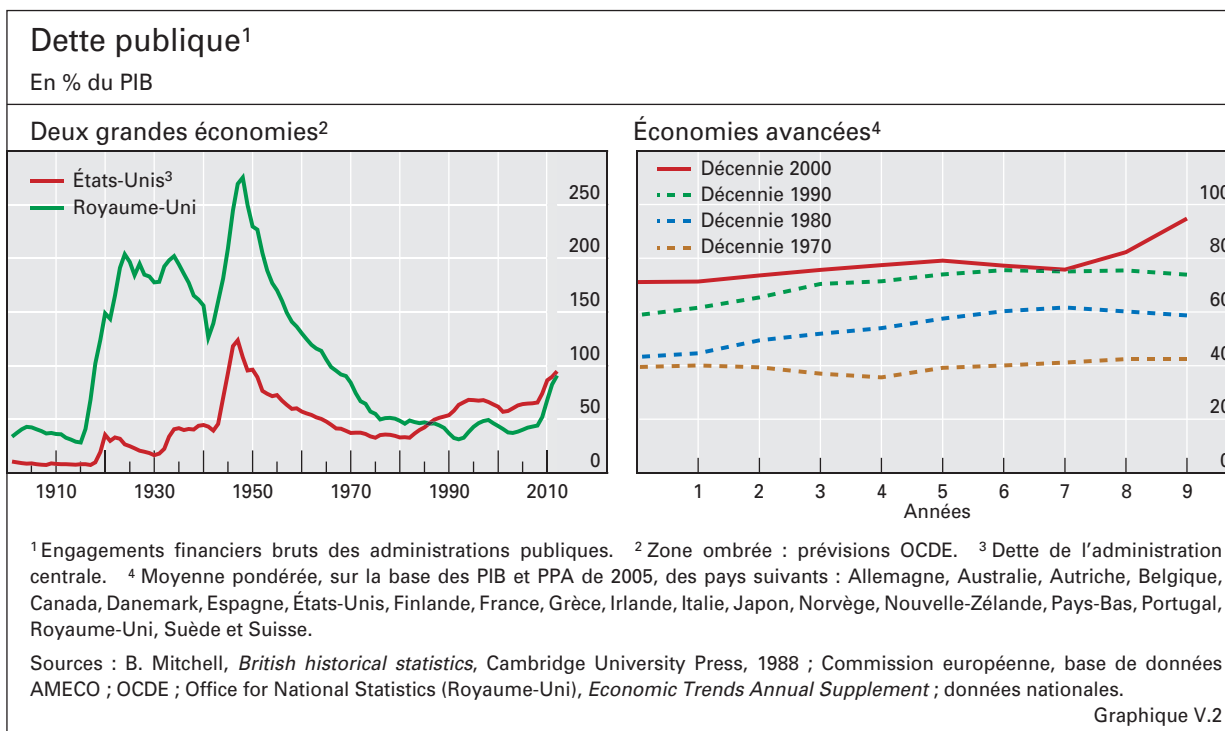 Dette publique¹
En % du PIB
Deux grandes économies²
Économies avancées⁴
États-Unis³
Royaume-Uni
250
200
150
100
50
0
1910 1930 1950 1970 1990 2010
Décennie 2000
Décennie 1990
Décennie 1980
Décennie 1970
100
80
60
40
20
0
1 2 3 4 5 6 7 8 9
Années
¹ Engagements financiers bruts des administrations publiques. ² Zone ombrée : prévisions OCDE. ³ Dette de l’administration
centrale. ⁴ Moyenne pondérée, sur la base des PIB et PPA de 2005, des pays suivants : Allemagne, Australie, Autriche, Belgique,
Canada, Danemark, Espagne, États-Unis, Finlande, France, Grèce, Irlande, Italie, Japon, Norvège, Nouvelle-Zélande, Pays-Bas, Portugal,
Royaume-Uni, Suède et Suisse.
Sources : B. Mitchell, British historical statistics, Cambridge University Press, 1988 ; Commission européenne, base de données
AMECO ; OCDE ; Office for National Statistics (Royaume-Uni), Economic Trends Annual Supplement ; données nationales.
Graphique V.2